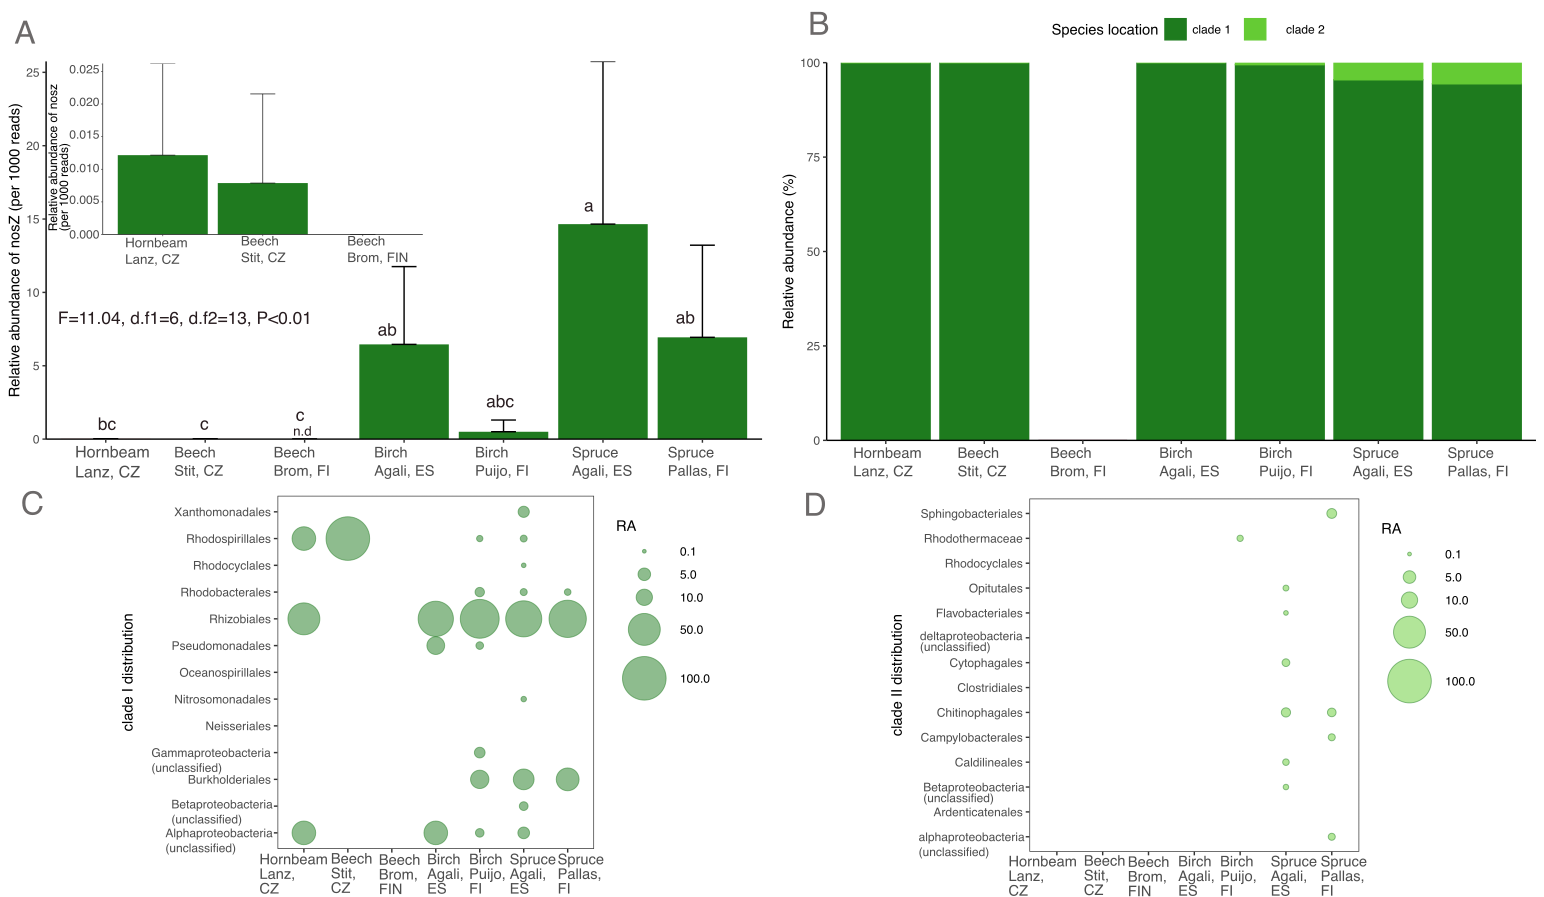 A
Relative abundance of nosZ (per 1000 reads)
25
20
15
10
5
0
Relative abundance of nosz
(per 1000 reads)
0.025
0.020
0.015
0.010
0.005
0.000
Hornbeam
Lanz, CZ
Beech
Stit, CZ
Beech
Brom, FIN
F=11.04, d.f1=6, d.f2=13, P<0.01
bc
c
c
n.d
ab
abc
a
ab
Hornbeam
Lanz, CZ
Beech
Stit, CZ
Beech
Brom, FI
Birch
Agali, ES
Birch
Puijo, FI
Spruce
Agali, ES
Spruce
Pallas, FI
B
Species location clade 1 clade 2
Relative abundance (%)
100
75
50
25
0
Hornbeam
Lanz, CZ
Beech
Stit, CZ
Beech
Brom, FI
Birch
Agali, ES
Birch
Puijo, FI
Spruce
Agali, ES
Spruce
Pallas, FI
C
clade I distribution
Xanthomonadales
Rhodospirillales
Rhodocyclales
Rhodobacterales
Rhizobiales
Pseudomonadales
Oceanospirillales
Nitrosomonadales
Neisseriales
Gammaproteobacteria
(unclassified)
Burkholderiales
Betaproteobacteria
(unclassified)
Alphaproteobacteria
(unclassified)
Hornbeam
Lanz,
CZ
Beech
Stit,
CZ
Beech
Brom,
FIN
Birch
Agali,
ES
Birch
Puijo,
FI
Spruce
Agali,
ES
Spruce
Pallas,
FI
RA
0.1
5.0
10.0
50.0
100.0
D
clade II distribution
Sphingobacteriales
Rhodothermaceae
Rhodocyclales
Opitutales
Flavobacteriales
deltaproteobacteria
(unclassified)
Cytophagales
Clostridiales
Chitinophagales
Campylobacterales
Caldilineales
Betaproteobacteria
(unclassified)
Ardenticatenales
alphaproteobacteria
(unclassified)
Hornbeam
Lanz,
CZ
Beech
Stit,
CZ
Beech
Brom,
FIN
Birch
Agali,
ES
Birch
Puijo,
FI
Spruce
Agali,
ES
Spruce
Pallas,
FI
RA
0.1
5.0
10.0
50.0
100.0